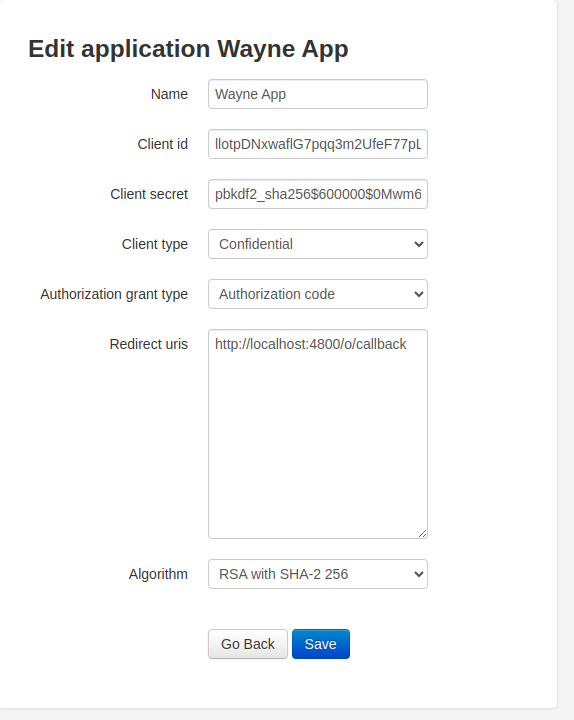 Edit application Wayne App
Name
Wayne App
Client id
llotpDNxwaflG7pqq3m2UfeF77pL
Client secret
pbkdf2_sha256$600000$0Mwm6
Client type
Confidential
Authorization grant type
Authorization code
Redirect uris
http://localhost:4800/o/callback
Algorithm
RSA with SHA-2 256
Go Back
Save